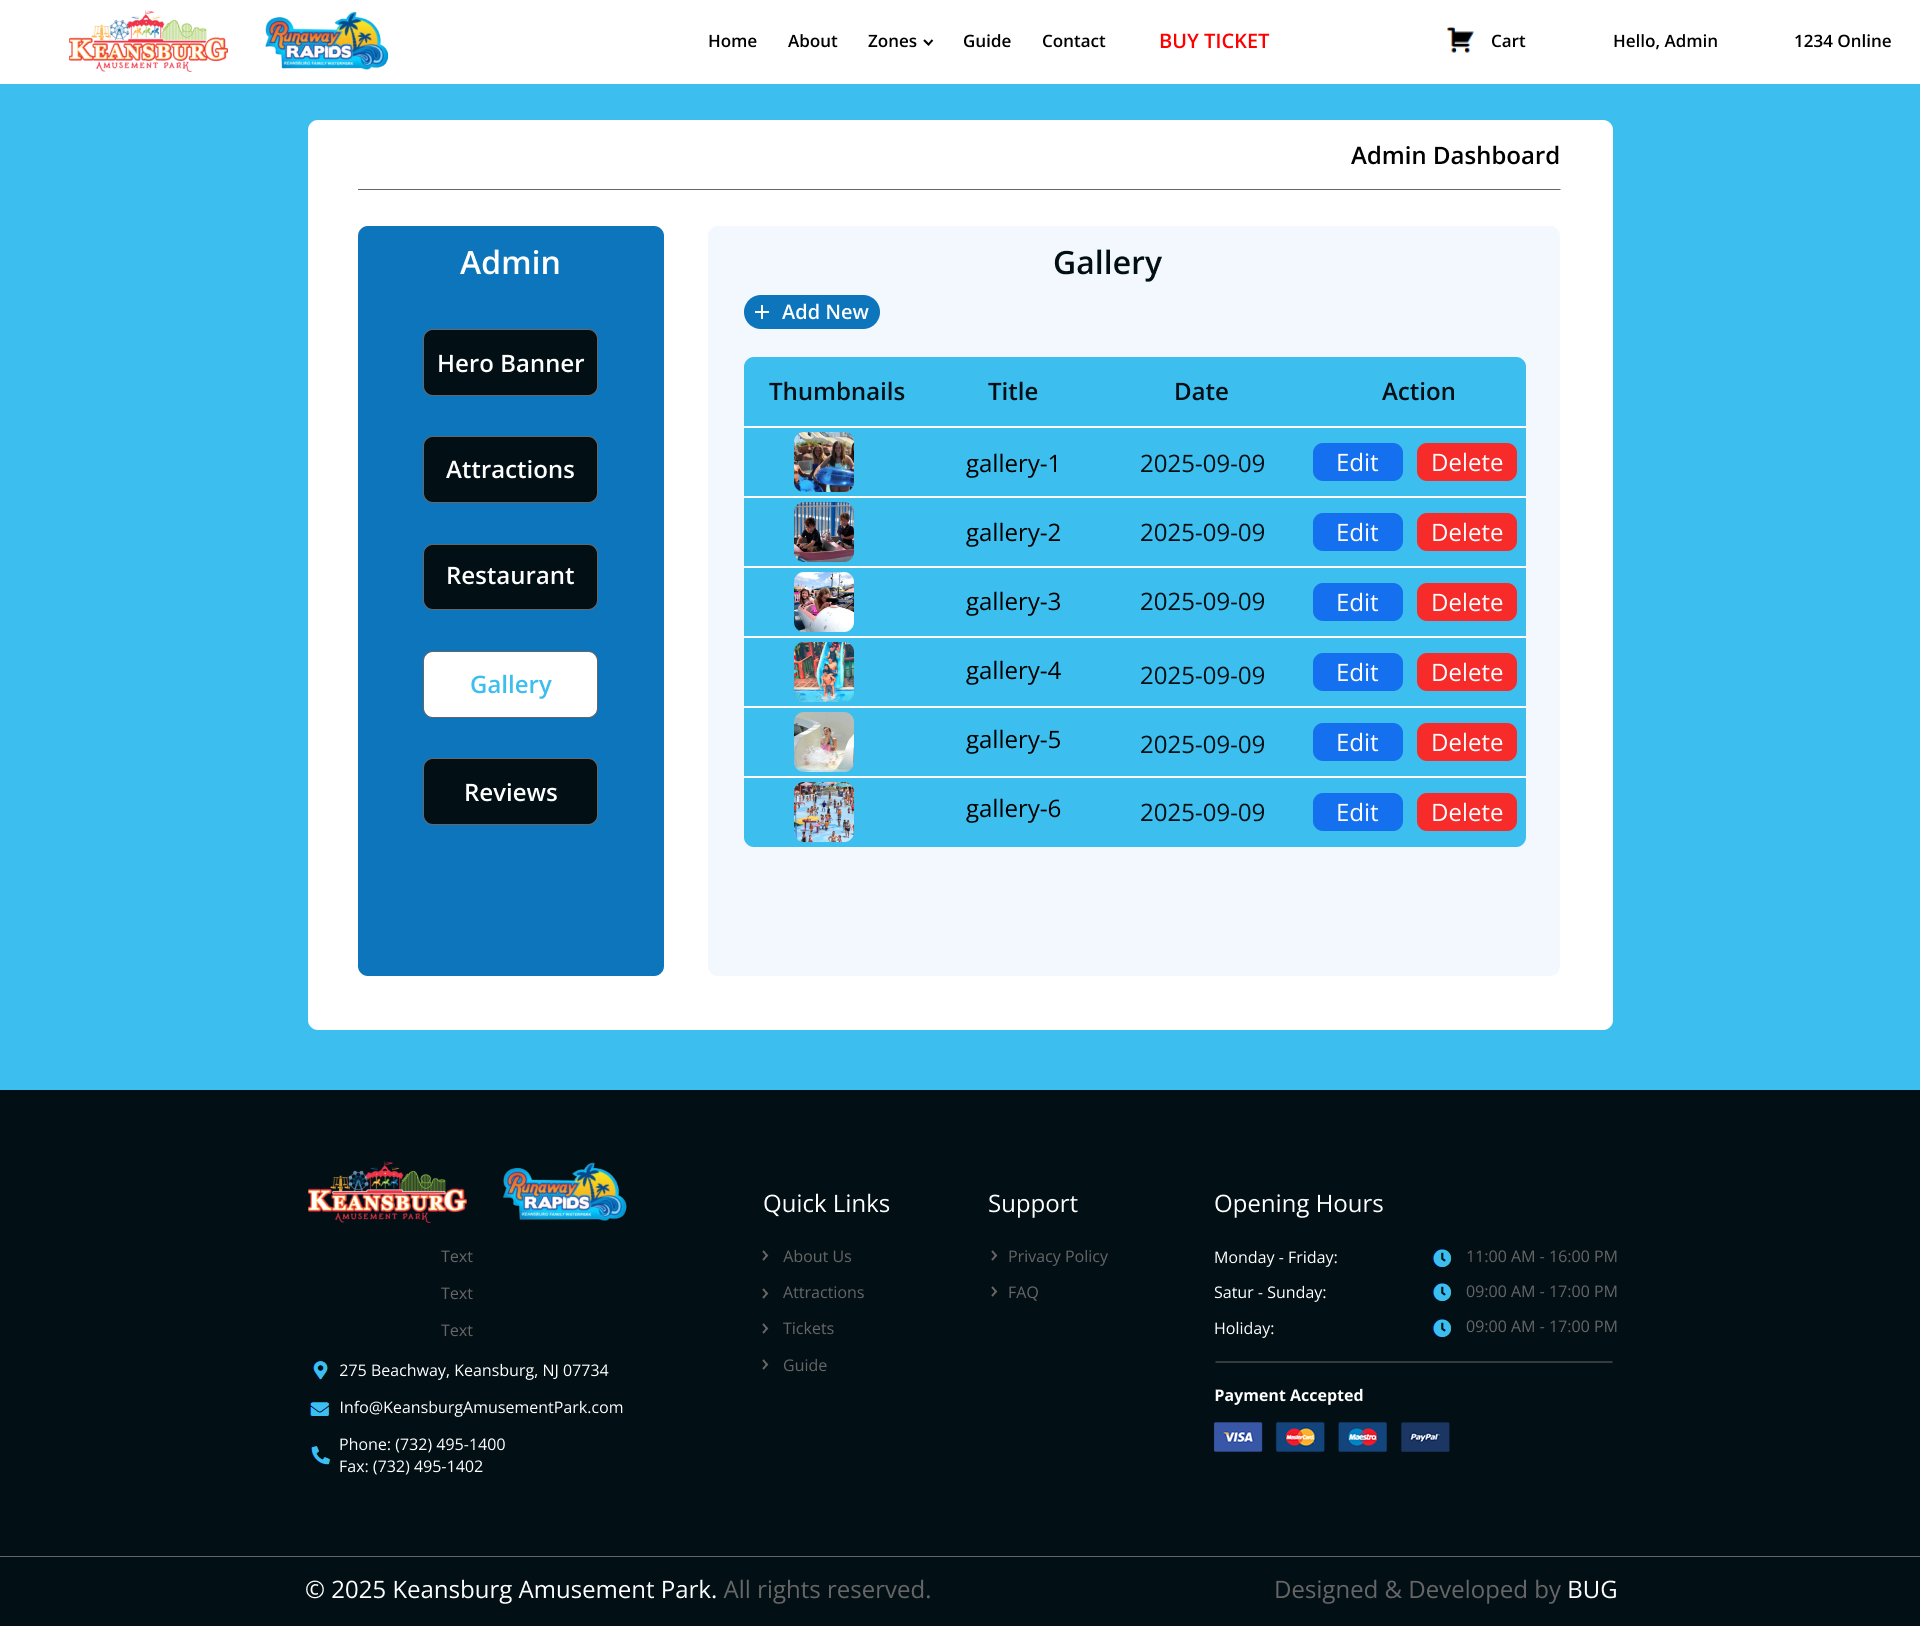 KEANSBURG
AMUSEMENT PARK
Runaway
RAPIDS
KEANSBURG FAMILY WATERPARK
Home
About
Zones
Guide
Contact
BUY TICKET
Cart
Hello, Admin
1234 Online
Admin Dashboard
Admin
Hero Banner
Attractions
Restaurant
Gallery
Reviews
Gallery
+ Add New
Thumbnails Title Date Action
gallery-1 2025-09-09 Edit Delete
gallery-2 2025-09-09 Edit Delete
gallery-3 2025-09-09 Edit Delete
gallery-4 2025-09-09 Edit Delete
gallery-5 2025-09-09 Edit Delete
gallery-6 2025-09-09 Edit Delete
KEANSBURG
AMUSEMENT PARK
Runaway
RAPIDS
KEANSBURG FAMILY WATERPARK
Text
Text
Text
275 Beachway, Keansburg, NJ 07734
Info@KeansburgAmusementPark.com
Phone: (732) 495-1400
Fax: (732) 495-1402
Quick Links
About Us
Attractions
Tickets
Guide
Support
Privacy Policy
FAQ
Opening Hours
Monday - Friday: 11:00 AM - 16:00 PM
Satur - Sunday: 09:00 AM - 17:00 PM
Holiday: 09:00 AM - 17:00 PM
Payment Accepted
VISA
MasterCard
Maestro
PayPal
© 2025 Keansburg Amusement Park. All rights reserved.
Designed & Developed by BUG